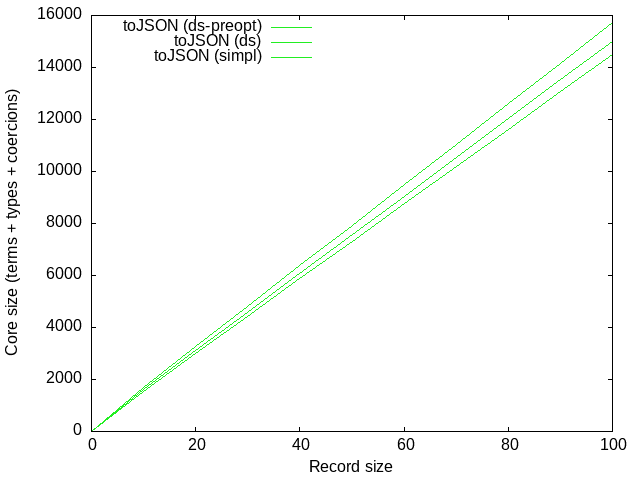 16000
14000
12000
10000
8000
6000
4000
2000
0
Core size (terms + types + coercions)
toJSON (ds-preopt)
toJSON (ds)
toJSON (simpl)
0 20 40 60 80 100
Record size